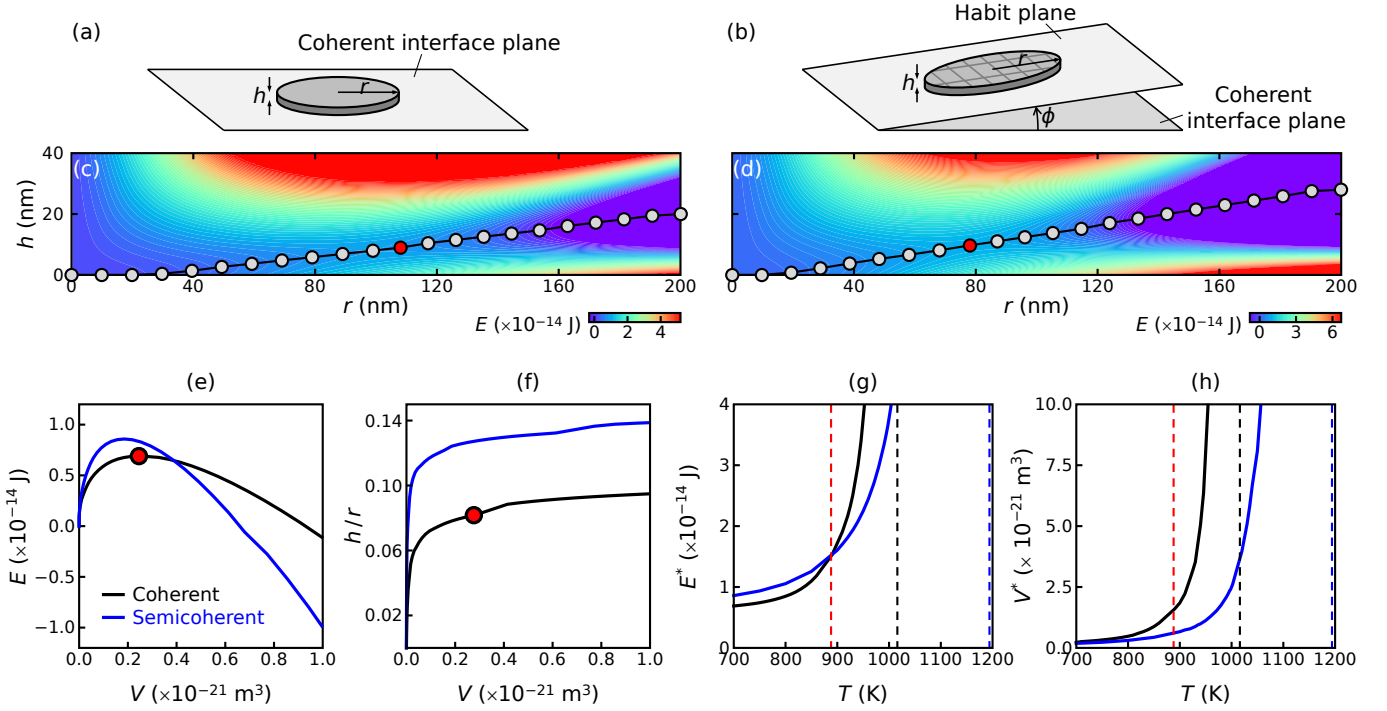 (a)
Coherent interface plane
h
r
(b)
Habit plane
h
r
ϕ
Coherent
interface plane
(c)
h (nm)
40
20
0
0 40 80 120 160 200
r (nm)
E (×10⁻¹⁴ J)
0 2 4
(d)
0 40 80 120 160 200
r (nm)
E (×10⁻¹⁴ J)
0 3 6
(e)
E (×10⁻¹⁴ J)
1.0
0.5
0.0
−0.5
−1.0
Coherent
Semicoherent
0.0 0.2 0.4 0.6 0.8 1.0
V (×10⁻²¹ m³)
(f)
h/r
0.14
0.10
0.06
0.02
0.0 0.2 0.4 0.6 0.8 1.0
V (×10⁻²¹ m³)
(g)
E* (×10⁻¹⁴ J)
4
3
2
1
0
700 800 900 1000 1100 1200
T (K)
(h)
V* (× 10⁻²¹ m³)
10.0
7.5
5.0
2.5
0.0
700 800 900 1000 1100 1200
T (K)